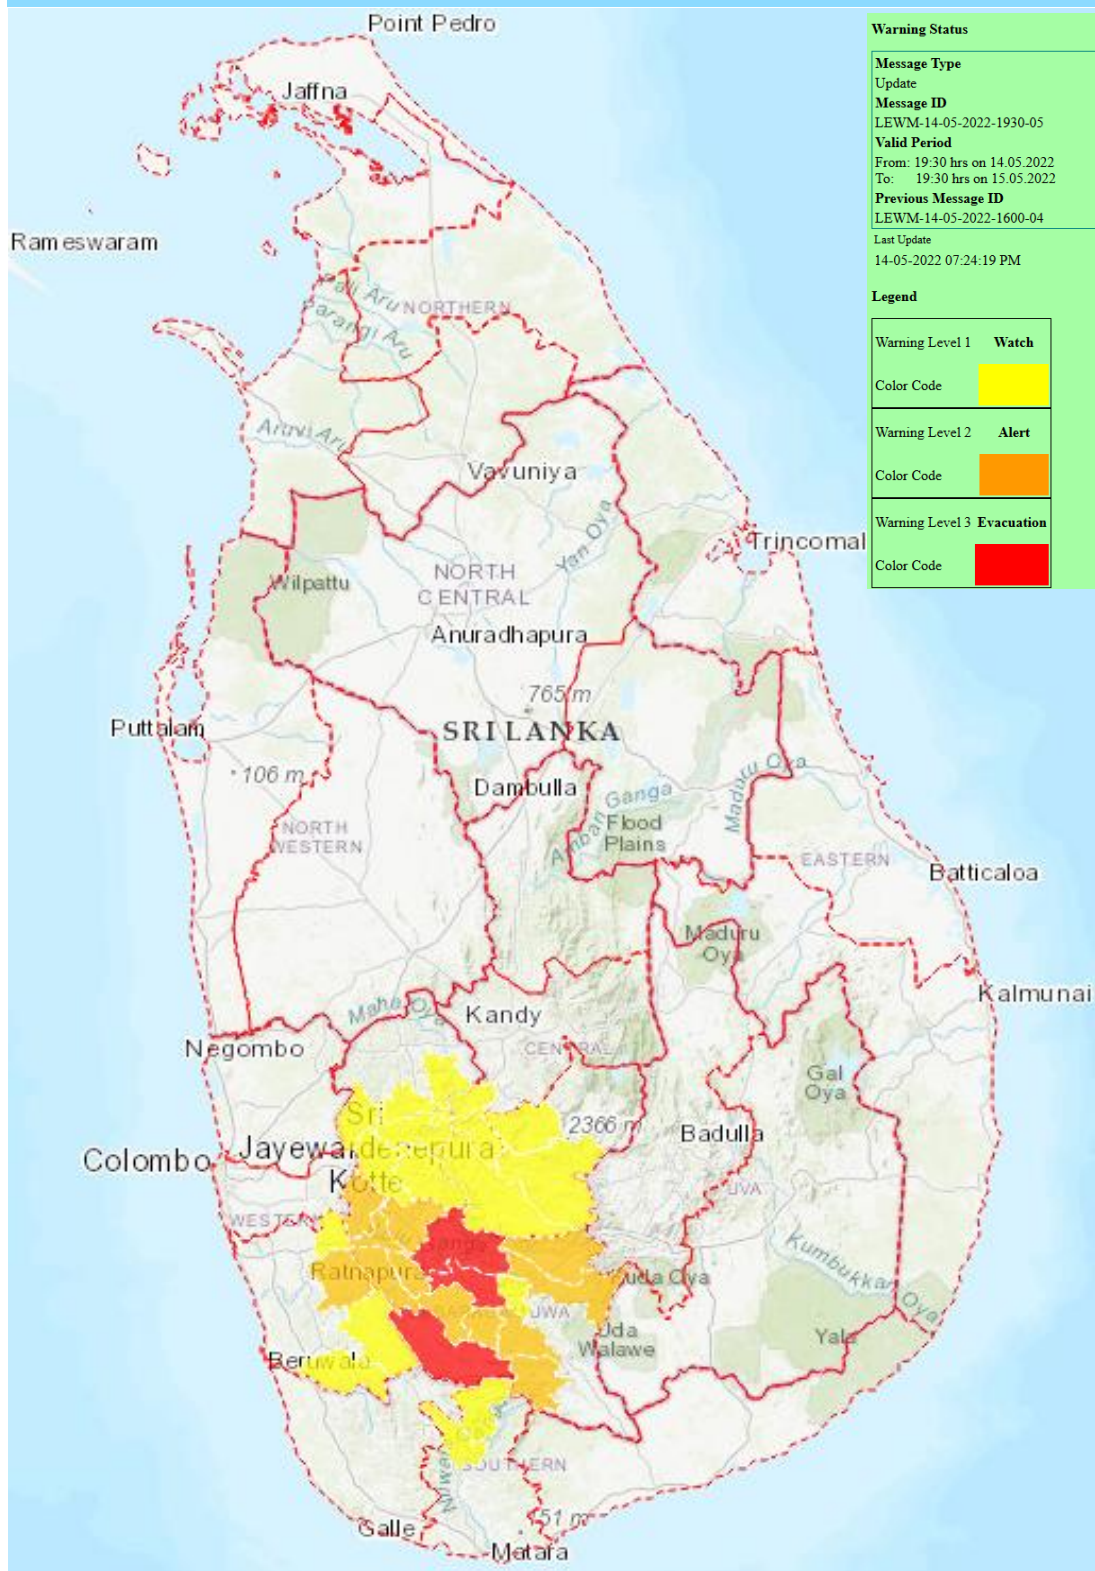 Point Pedro
Jaffna
Rameswaram
Pali Aru
NORTHERN
Parangi Aru
Aruvi Aru
Vavuniya
Yan Oya
Trincomal
Wilpattu
NORTH
CENTRAL
Anuradhapura
765 m
Puttalam
SRI LANKA
106 m
Dambulla
Maduru Oya
Amban Ganga
Flood
Plains
NORTH
WESTERN
EASTERN
Batticaloa
Maduru
Oya
Kalmunai
Maha Oya
Kandy
Negombo
CENTRAL
Gal
Oya
Sri
Jayewardenepura
Kotte
2366 m
Badulla
Colombo
UVA
WESTERN
Kumbukkan Oya
Ratnapura
Kuda Oya
UWA
Uda
Walawe
Yala
Beruwala
SOUTHERN
Galle
151 m
Matara
Warning Status
Message Type
Update
Message ID
LEWM-14-05-2022-1930-05
Valid Period
From: 19:30 hrs on 14.05.2022
To: 19:30 hrs on 15.05.2022
Previous Message ID
LEWM-14-05-2022-1600-04
Last Update
14-05-2022 07:24:19 PM
Legend
Warning Level 1 Watch
Color Code
Warning Level 2 Alert
Color Code
Warning Level 3 Evacuation
Color Code